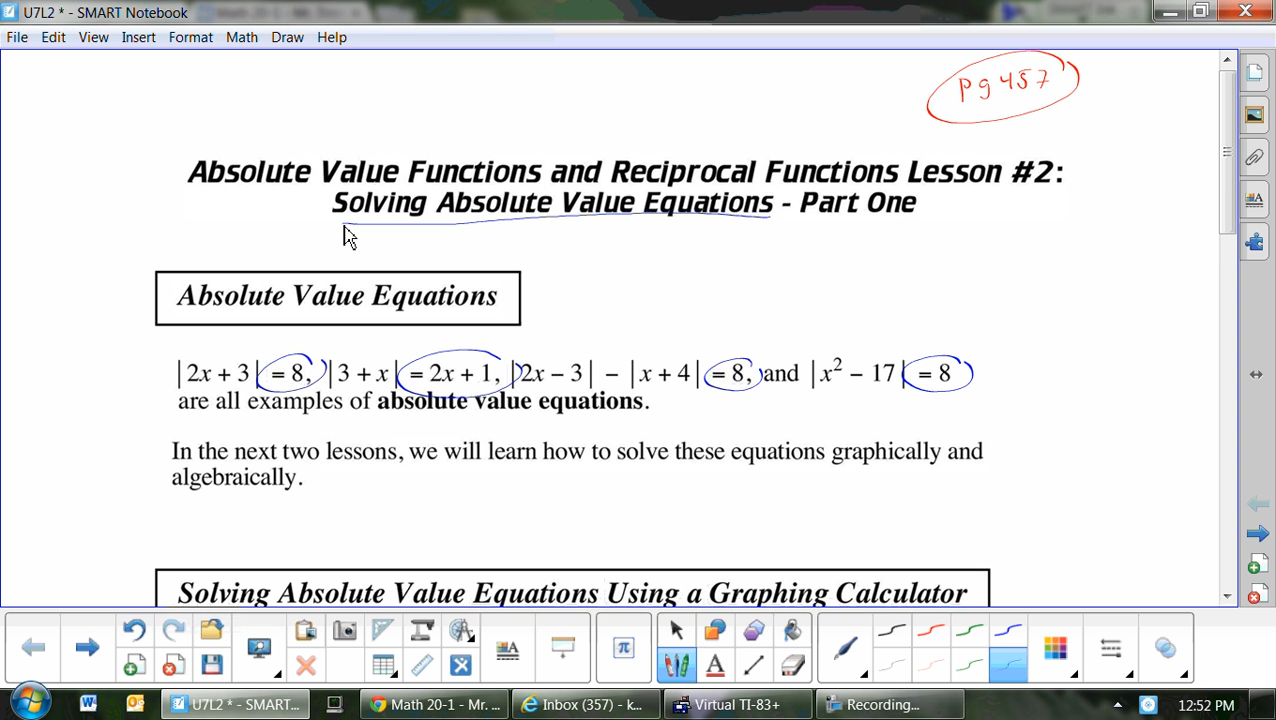 U7L2 * - SMART Notebook
File Edit View Insert Format Math Draw Help
pg 457
Absolute Value Functions and Reciprocal Functions Lesson #2:
Solving Absolute Value Equations - Part One
Absolute Value Equations
|2x + 3| = 8, |3 + x| = 2x + 1, |2x − 3| − |x + 4| = 8, and |x² − 17| = 8
are all examples of absolute value equations.
In the next two lessons, we will learn how to solve these equations graphically and
algebraically.
Solving Absolute Value Equations Using a Graphing Calculator
π
A
W
U7L2 * - SMART...
Math 20-1 - Mr. ...
Inbox (357) - k...
Virtual TI-83+
Recording...
12:52 PM